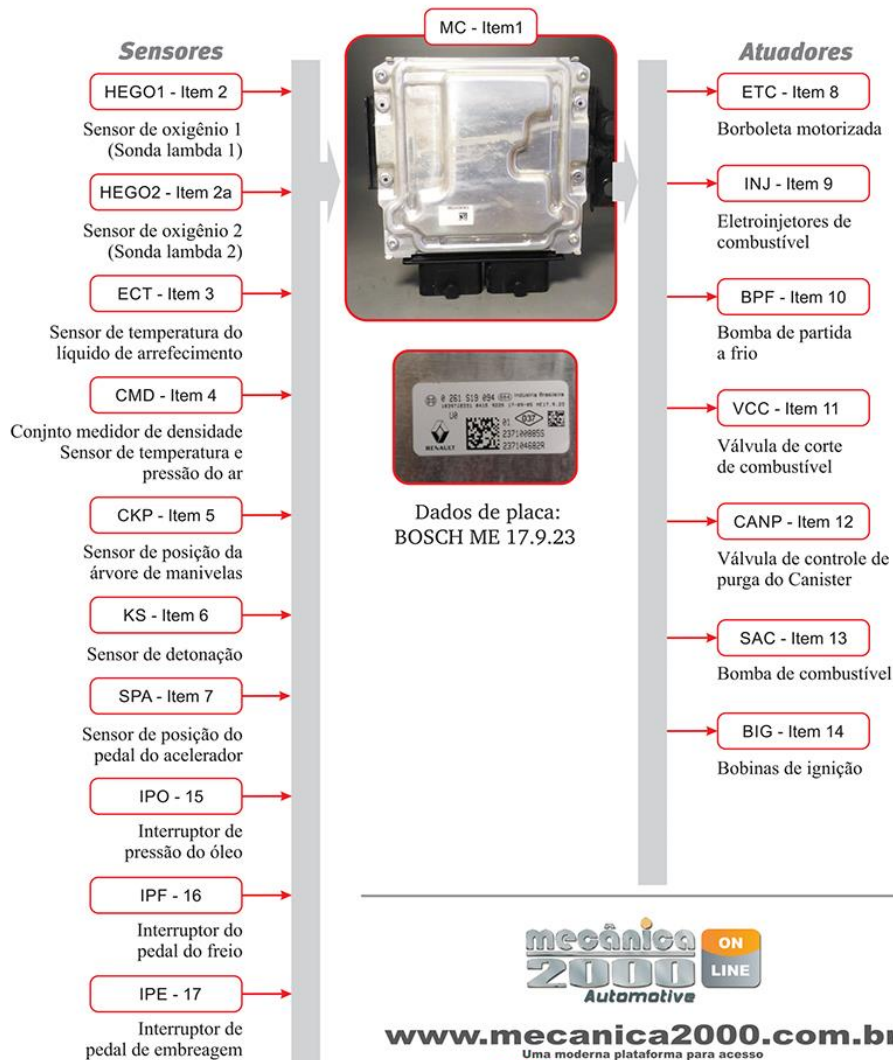 MC - Item1
Sensores
HEGO1 - Item 2
Sensor de oxigênio 1
(Sonda lambda 1)
HEGO2 - Item 2a
Sensor de oxigênio 2
(Sonda lambda 2)
ECT - Item 3
Sensor de temperatura do
líquido de arrefecimento
CMD - Item 4
Conjnto medidor de densidade
Sensor de temperatura e
pressão do ar
CKP - Item 5
Sensor de posição da
árvore de manivelas
KS - Item 6
Sensor de detonação
SPA - Item 7
Sensor de posição do
pedal do acelerador
IPO - 15
Interruptor de
pressão do óleo
IPF - 16
Interruptor do
pedal do freio
IPE - 17
Interruptor de
pedal de embreagem
0 261 S19 094 Indústria Brasileira
U0
01 037
237100885S
237104682R
RENAULT
Dados de placa:
BOSCH ME 17.9.23
Atuadores
ETC - Item 8
Borboleta motorizada
INJ - Item 9
Eletroinjetores de
combustível
BPF - Item 10
Bomba de partida
a frio
VCC - Item 11
Válvula de corte
de combustível
CANP - Item 12
Válvula de controle de
purga do Canister
SAC - Item 13
Bomba de combustível
BIG - Item 14
Bobinas de ignição
mecânica
2000
Automotive
ON
LINE
www.mecanica2000.com.br
Uma moderna plataforma para acesso